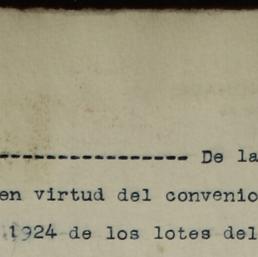 ----------------- De la
en virtud del convenio
1924 de los lotes del